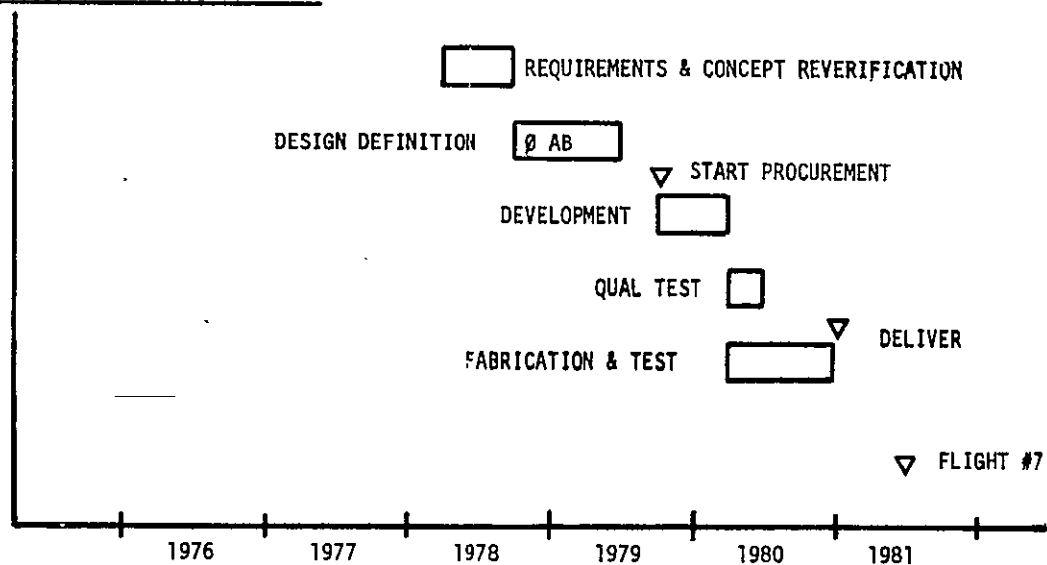 REQUIREMENTS & CONCEPT REVERIFICATION
DESIGN DEFINITION Ø AB
START PROCUREMENT
DEVELOPMENT
QUAL TEST
DELIVER
FABRICATION & TEST
FLIGHT #7
1976 1977 1978 1979 1980 1981